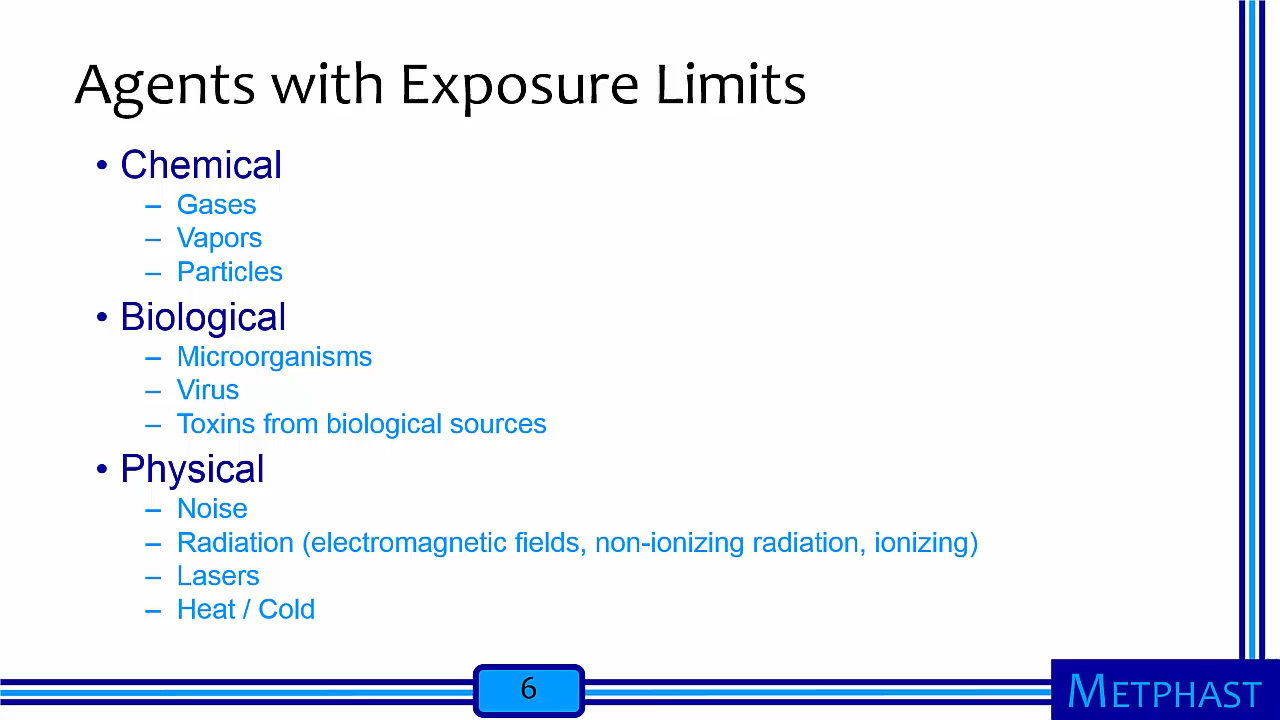 Agents with Exposure Limits
• Chemical
– Gases
– Vapors
– Particles
• Biological
– Microorganisms
– Virus
– Toxins from biological sources
• Physical
– Noise
– Radiation (electromagnetic fields, non-ionizing radiation, ionizing)
– Lasers
– Heat / Cold
6
METPHAST